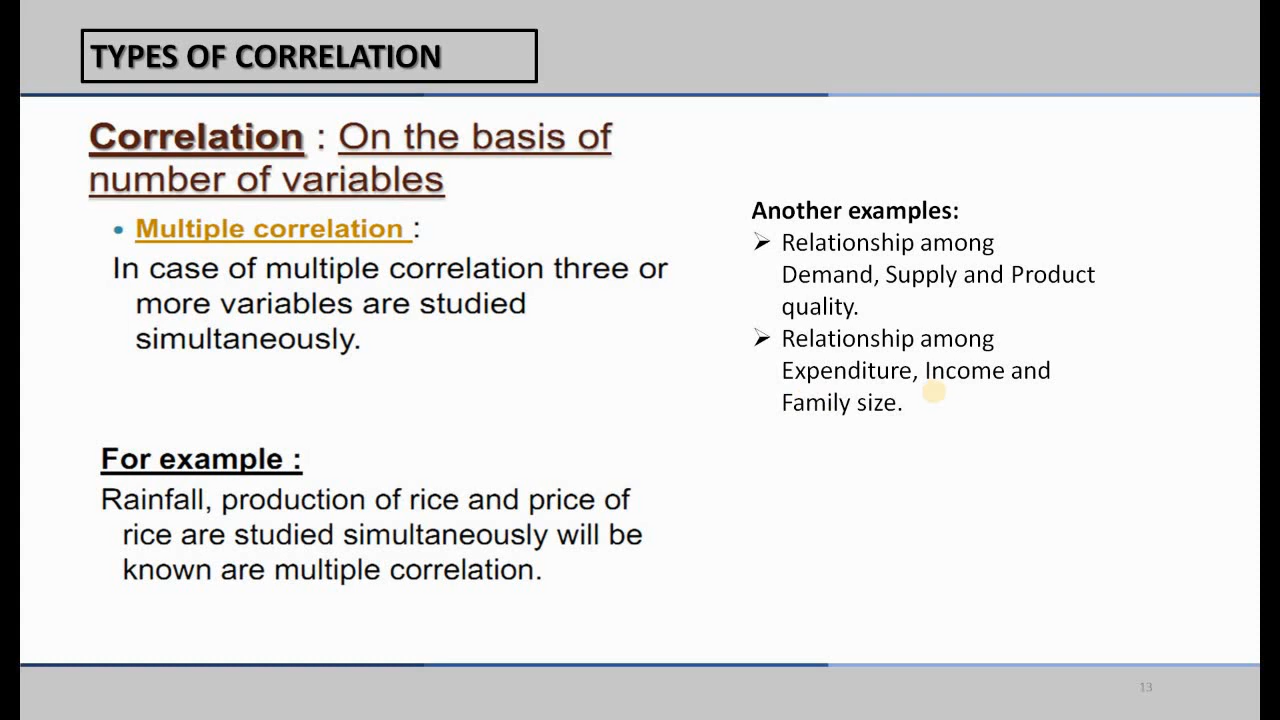 TYPES OF CORRELATION
Correlation : On the basis of
number of variables
• Multiple correlation :
In case of multiple correlation three or
more variables are studied
simultaneously.
For example :
Rainfall, production of rice and price of
rice are studied simultaneously will be
known are multiple correlation.
Another examples:
➢ Relationship among
Demand, Supply and Product
quality.
➢ Relationship among
Expenditure, Income and
Family size.
13